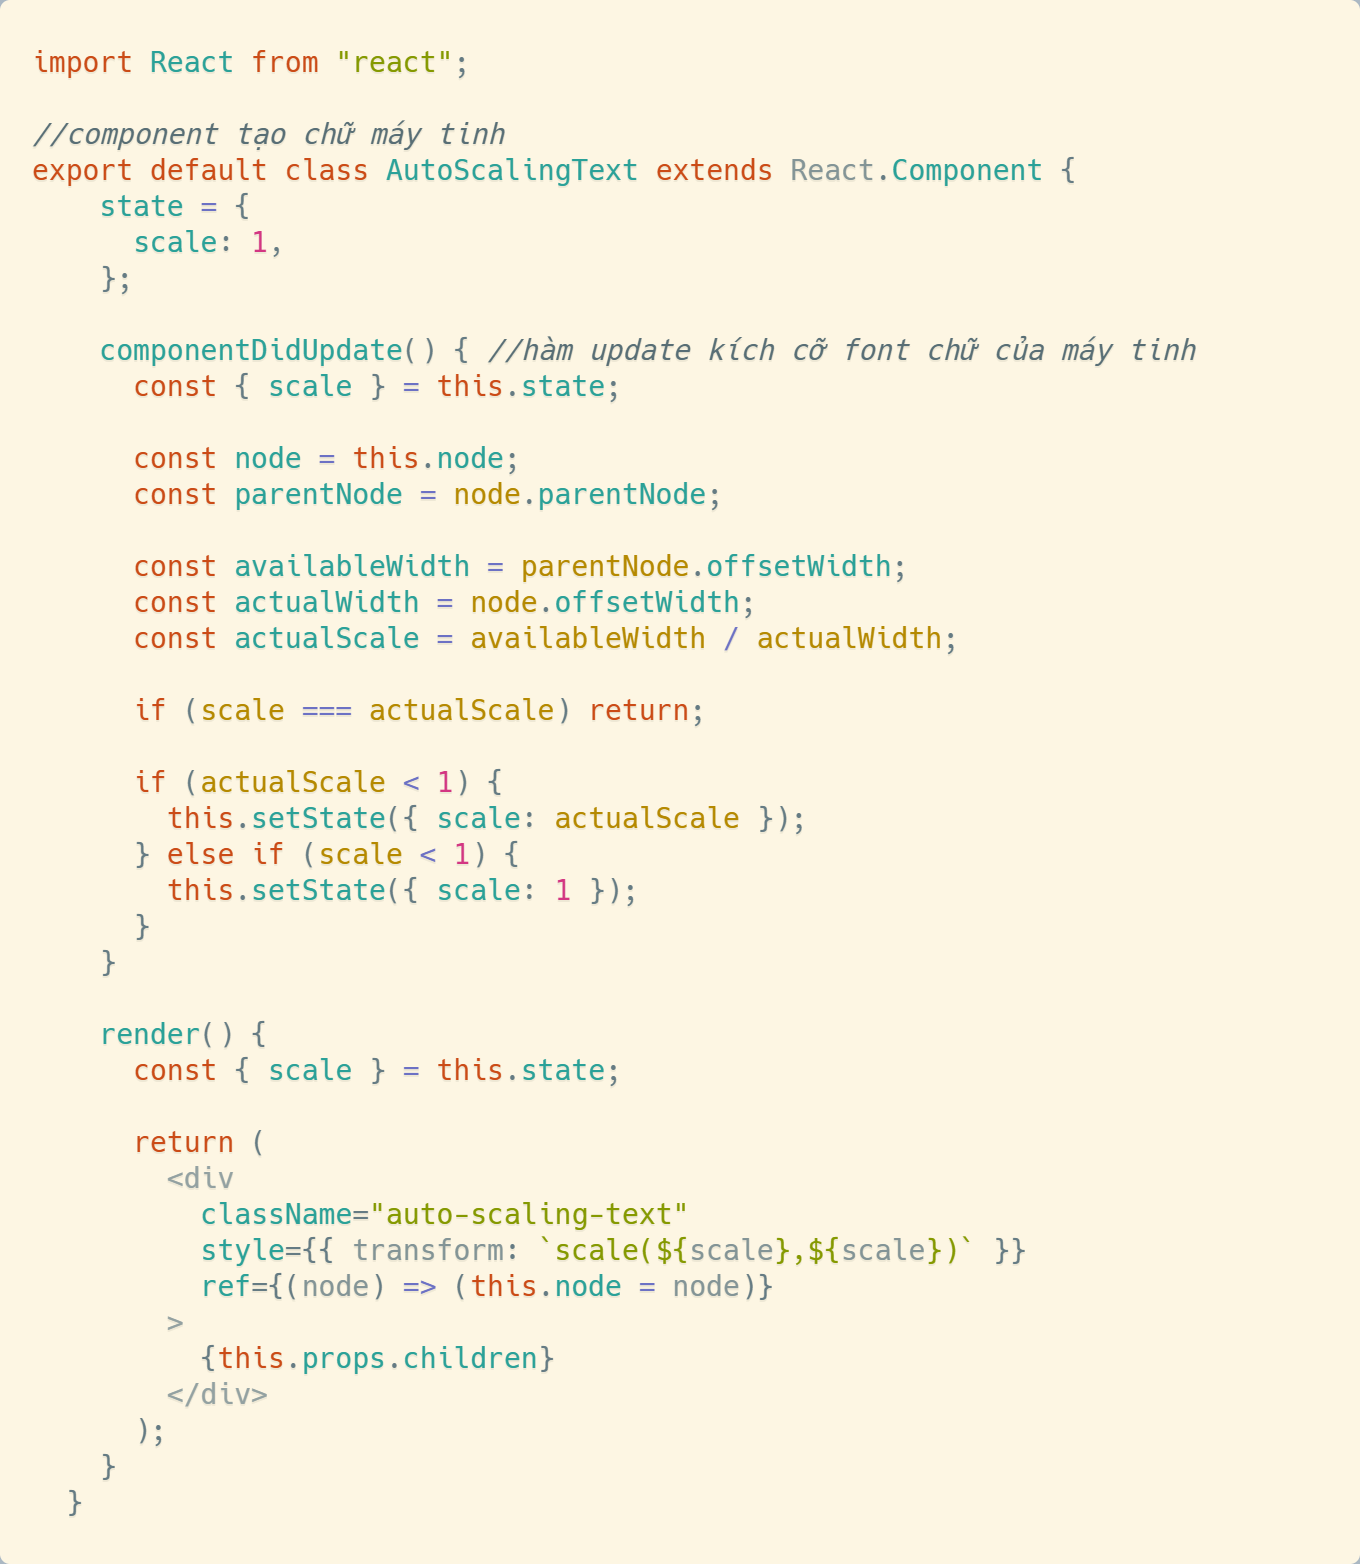 import React from "react";
//component tạo chữ máy tinh
export default class AutoScalingText extends React.Component {
    state = {
      scale: 1,
    };
    componentDidUpdate() { //hàm update kích cỡ font chữ của máy tinh
      const { scale } = this.state;
      const node = this.node;
      const parentNode = node.parentNode;
      const availableWidth = parentNode.offsetWidth;
      const actualWidth = node.offsetWidth;
      const actualScale = availableWidth / actualWidth;
      if (scale === actualScale) return;
      if (actualScale < 1) {
        this.setState({ scale: actualScale });
      } else if (scale < 1) {
        this.setState({ scale: 1 });
      }
    }
    render() {
      const { scale } = this.state;
      return (
        <div
          className="auto-scaling-text"
          style={{ transform: `scale(${scale},${scale})` }}
          ref={(node) => (this.node = node)}
        >
          {this.props.children}
        </div>
      );
    }
  }